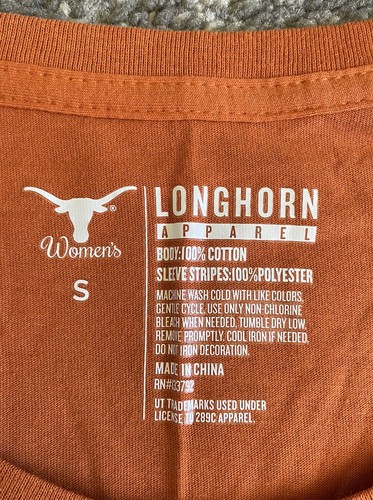 Women's
S
LONGHORN
APPAREL
BODY:100% COTTON
SLEEVE STRIPES:100%POLYESTER
MACHINE WASH COLD WITH LIKE COLORS.
GENTLE CYCLE. USE ONLY NON-CHLORINE
BLEACH WHEN NEEDED. TUMBLE DRY LOW.
REMOVE PROMPTLY. COOL IRON IF NEEDED.
DO NOT IRON DECORATION.
MADE IN CHINA
RN#83792
UT TRADEMARKS USED UNDER
LICENSE TO 289C APPAREL.